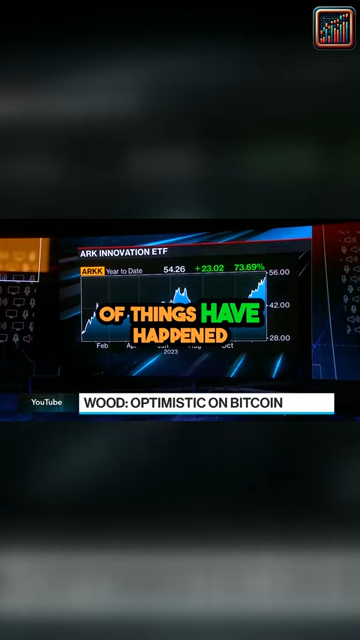 ARK INNOVATION ETF
ARKK Year to Date 54.26 +23.02 73.69%
56.00
42.00
28.00
OF THINGS HAVE
HAPPENED
Feb
Aug
Oct
2023
YouTube
WOOD: OPTIMISTIC ON BITCOIN